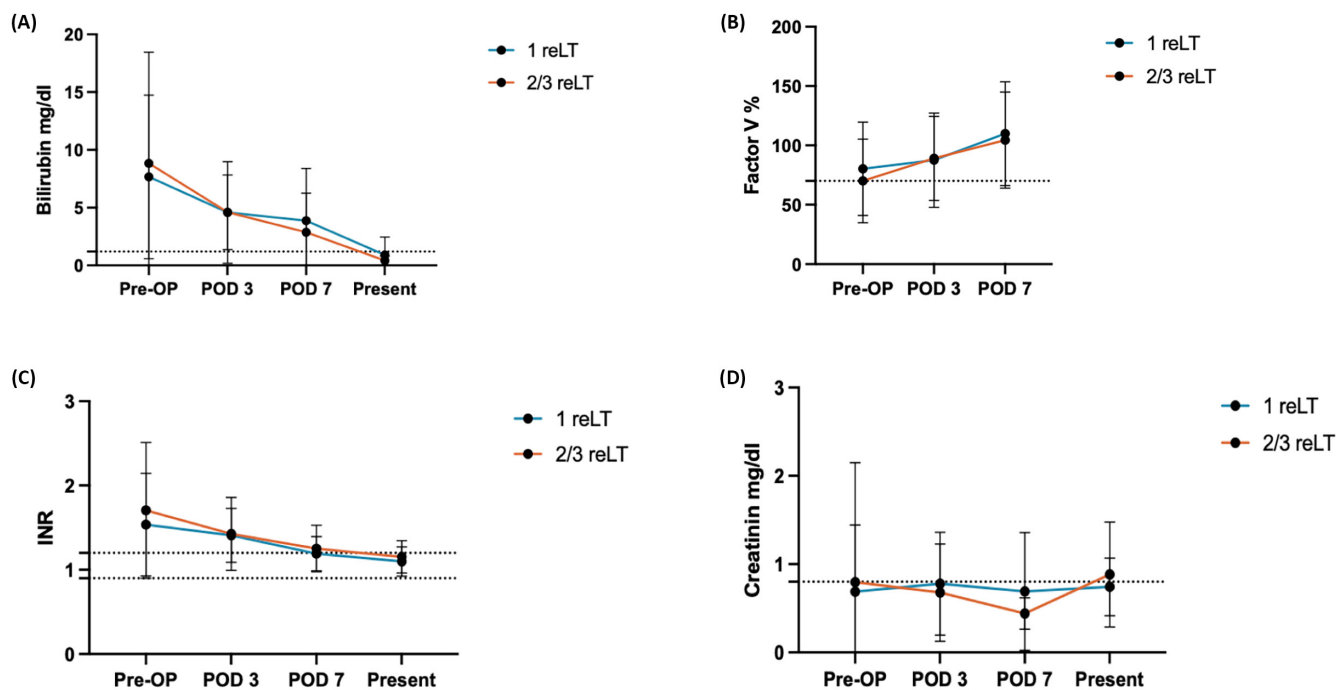 (A)
Bilirubin mg/dl
20
15
10
5
0
Pre-OP POD 3 POD 7 Present
1 reLT
2/3 reLT
(B)
Factor V %
200
150
100
50
0
Pre-OP POD 3 POD 7
1 reLT
2/3 reLT
(C)
INR
3
2
1
0
Pre-OP POD 3 POD 7 Present
1 reLT
2/3 reLT
(D)
Creatinin mg/dl
3
2
1
0
Pre-OP POD 3 POD 7 Present
1 reLT
2/3 reLT